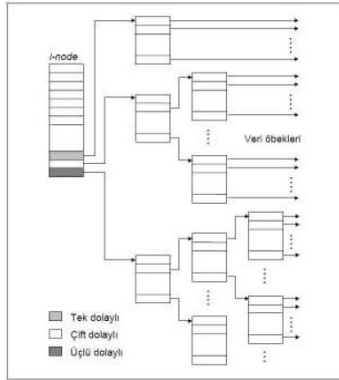 i-node
Veri öbekleri
Tek dolaylı
Çift dolaylı
Üçlü dolaylı